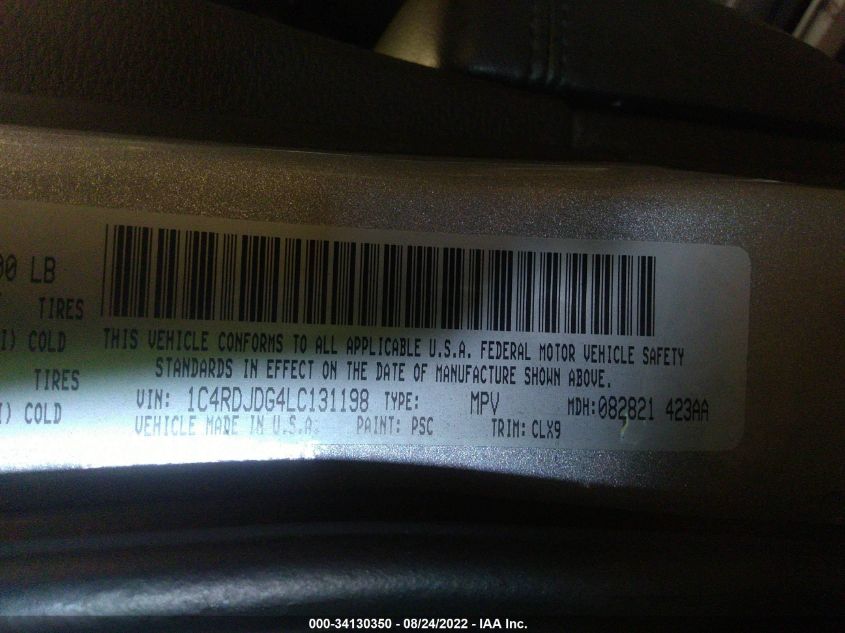 00 LB
TIRES
I) COLD
TIRES
I) COLD
THIS VEHICLE CONFORMS TO ALL APPLICABLE U.S.A. FEDERAL MOTOR VEHICLE SAFETY
STANDARDS IN EFFECT ON THE DATE OF MANUFACTURE SHOWN ABOVE.
VIN: 1C4RDJDG4LC131198 TYPE: MPV MDH:082821 423AA
VEHICLE MADE IN U.S.A. PAINT: PSC TRIM: CLX9
000-34130350 - 08/24/2022 - IAA Inc.